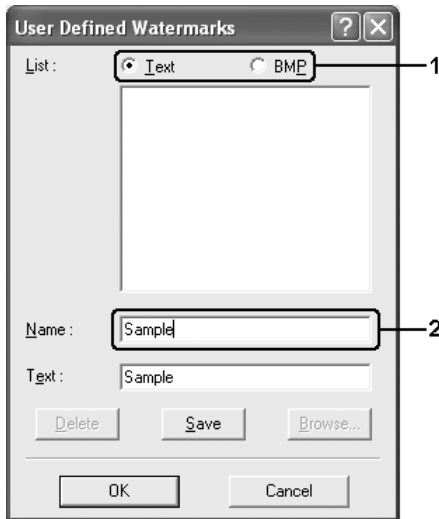 User Defined Watermarks
List : Text BMP 1
Name : Sample 2
Text : Sample
Delete Save Browse...
OK Cancel